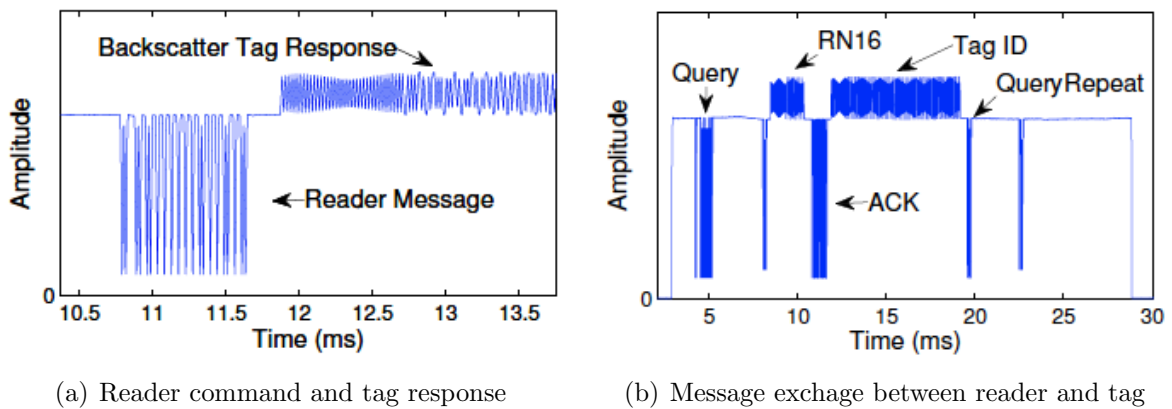 Backscatter Tag Response
Reader Message
Amplitude
0
10.5 11 11.5 12 12.5 13 13.5
Time (ms)
(a) Reader command and tag response
RN16
Tag ID
Query
QueryRepeat
ACK
Amplitude
0
5 10 15 20 25 30
Time (ms)
(b) Message exchage between reader and tag